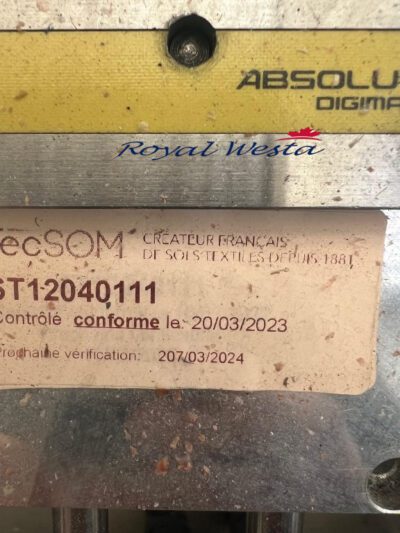 ABSOLU
DIGIMA
Royal Westa
ecSOM
CRÉATEUR FRANÇAIS
DE SOLS TEXTILES DEPUIS 1881
ST12040111
Contrôlé conforme le 20/03/2023
Prochaine vérification: 207/03/2024